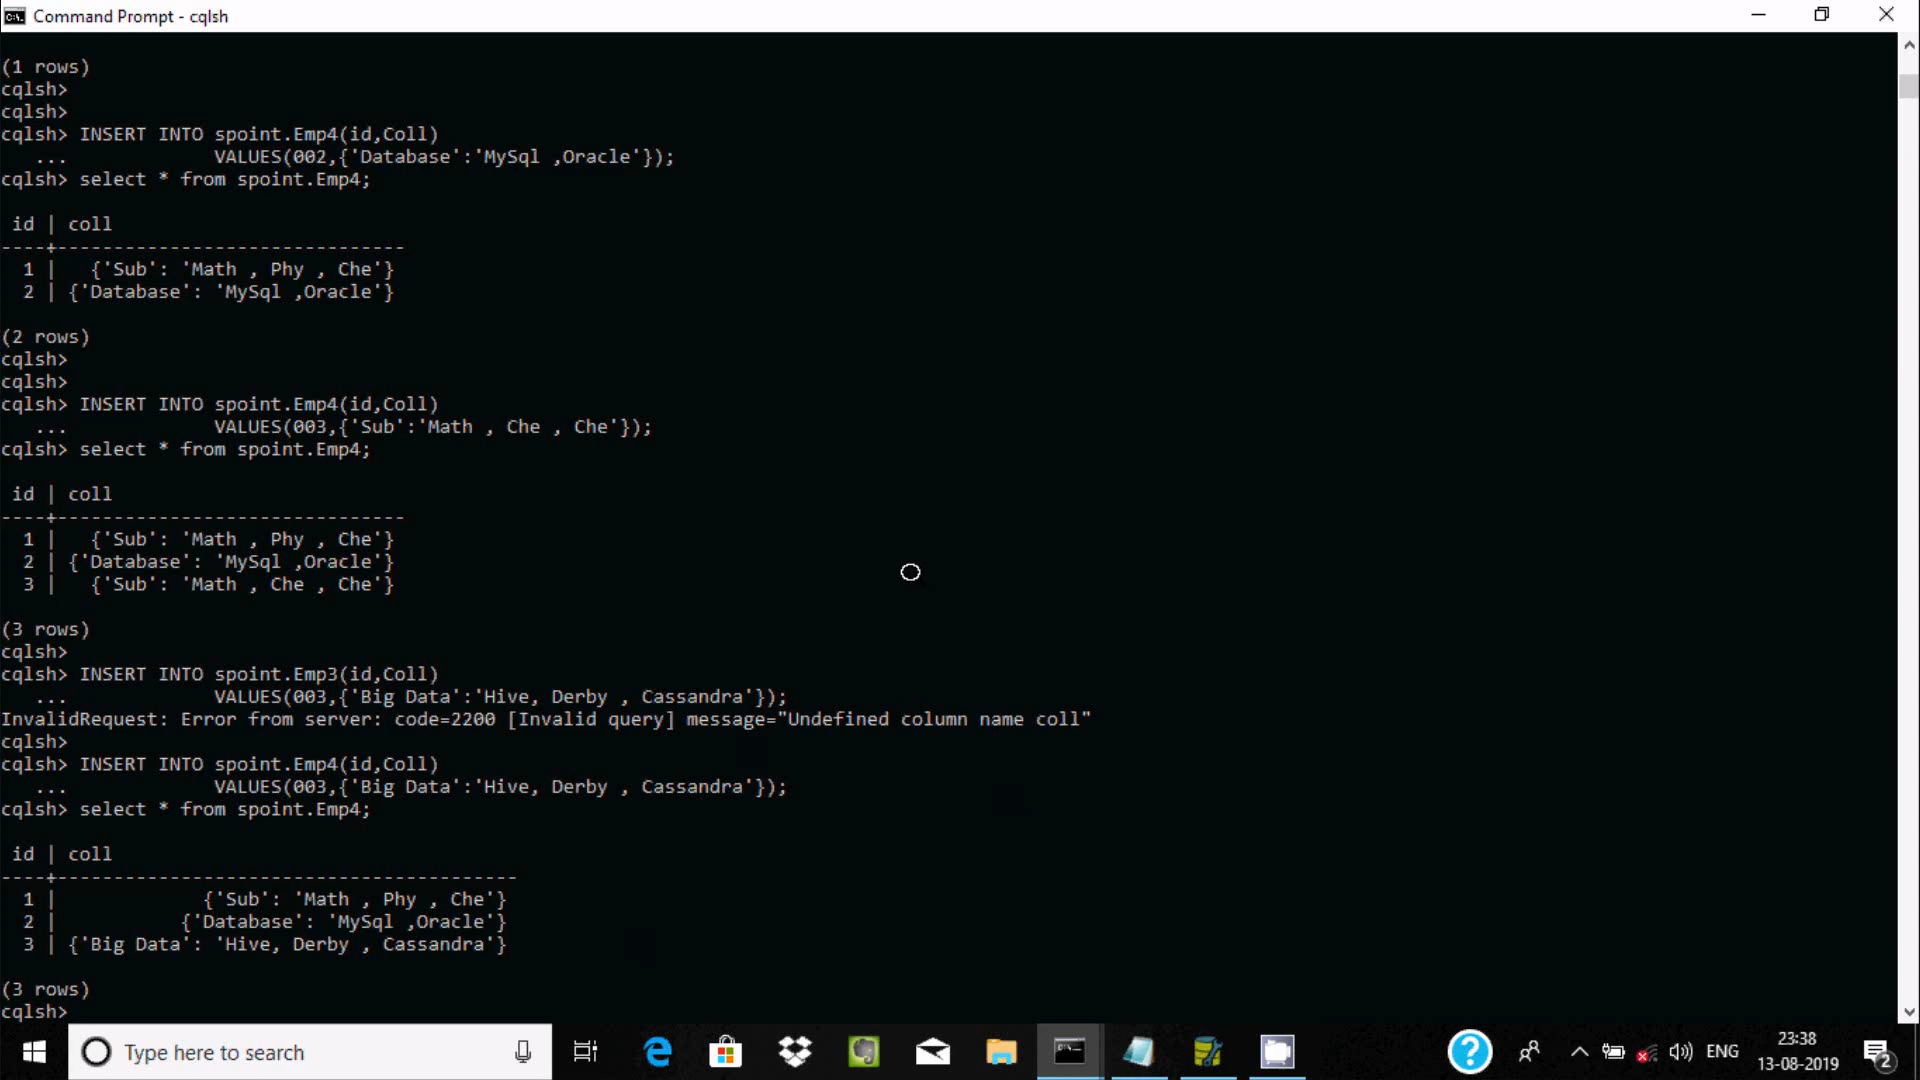 Command Prompt - cqlsh
(1 rows)
cqlsh>
cqlsh>
cqlsh> INSERT INTO spoint.Emp4(id,Coll)
   ...             VALUES(002,{'Database':'MySql ,Oracle'});
cqlsh> select * from spoint.Emp4;
 id | coll
----+-------------------------------
  1 |   {'Sub': 'Math , Phy , Che'}
  2 | {'Database': 'MySql ,Oracle'}
(2 rows)
cqlsh>
cqlsh>
cqlsh> INSERT INTO spoint.Emp4(id,Coll)
   ...             VALUES(003,{'Sub':'Math , Che , Che'});
cqlsh> select * from spoint.Emp4;
 id | coll
----+-------------------------------
  1 |   {'Sub': 'Math , Phy , Che'}
  2 | {'Database': 'MySql ,Oracle'}
  3 |   {'Sub': 'Math , Che , Che'}
(3 rows)
cqlsh>
cqlsh> INSERT INTO spoint.Emp3(id,Coll)
   ...             VALUES(003,{'Big Data':'Hive, Derby , Cassandra'});
InvalidRequest: Error from server: code=2200 [Invalid query] message="Undefined column name coll"
cqlsh>
cqlsh> INSERT INTO spoint.Emp4(id,Coll)
   ...             VALUES(003,{'Big Data':'Hive, Derby , Cassandra'});
cqlsh> select * from spoint.Emp4;
 id | coll
----+-----------------------------------------
  1 |             {'Sub': 'Math , Phy , Che'}
  2 |           {'Database': 'MySql ,Oracle'}
  3 | {'Big Data': 'Hive, Derby , Cassandra'}
(3 rows)
cqlsh>
Type here to search
ENG
23:38
13-08-2019
2